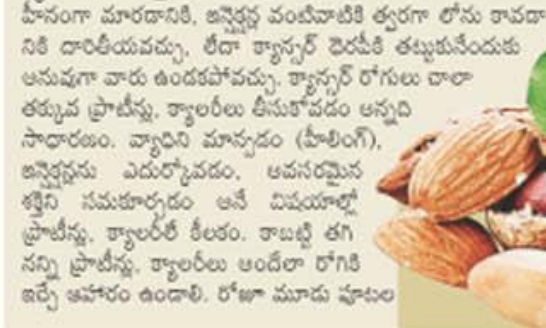 హీనంగా మారడానికి, ఇన్ఫెక్షన్ల వంటివాటికి త్వరగా లోను కావడా
నికి దారితీయవచ్చు. లేదా క్యాన్సర్ థెరపీకి తట్టుకునేందుకు
అనువుగా వారు ఉండకపోవచ్చు. క్యాన్సర్ రోగులు చాలా
తక్కువ ప్రొటీన్లు, క్యాలరీలు తీసుకోవడం అన్నది
సాధారణం. వ్యాధిని మాన్పడం (హీలింగ్),
ఇన్ఫెక్షన్లను ఎదుర్కోవడం, అవసరమైన
శక్తిని సమకూర్చడం అనే విషయాల్లో
ప్రొటీన్లు, క్యాలరీలే కీలకం. కాబట్టి తగి
నన్ని ప్రొటీన్లు, క్యాలరీలు అందేలా రోగికి
ఇచ్చే ఆహారం ఉండాలి. రోజూ మూడు పూటల